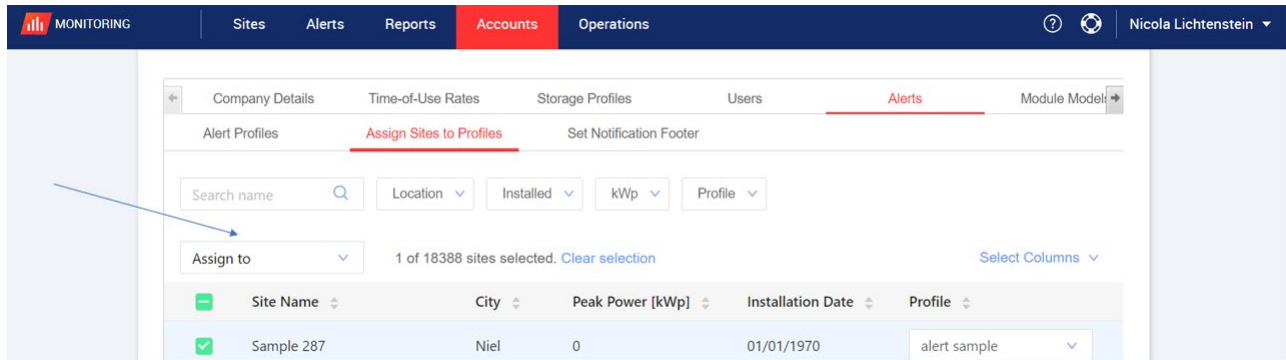 MONITORING Sites Alerts Reports Accounts Operations Nicola Lichtenstein
Company Details Time-of-Use Rates Storage Profiles Users Alerts Module Models
Alert Profiles Assign Sites to Profiles Set Notification Footer
Search name Location Installed kWp Profile
Assign to 1 of 18388 sites selected. Clear selection Select Columns
Site Name City Peak Power [kWp] Installation Date Profile
Sample 287 Niel 0 01/01/1970 alert sample